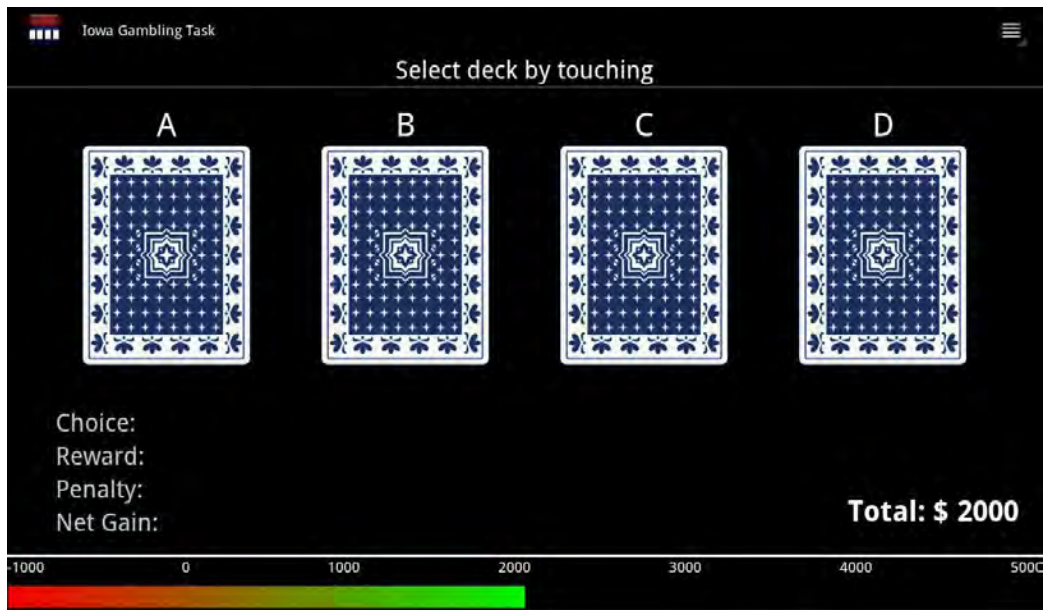 Iowa Gambling Task
Select deck by touching
A B C D
Choice:
Reward:
Penalty:
Net Gain:
Total: $ 2000
-1000 0 1000 2000 3000 4000 5000